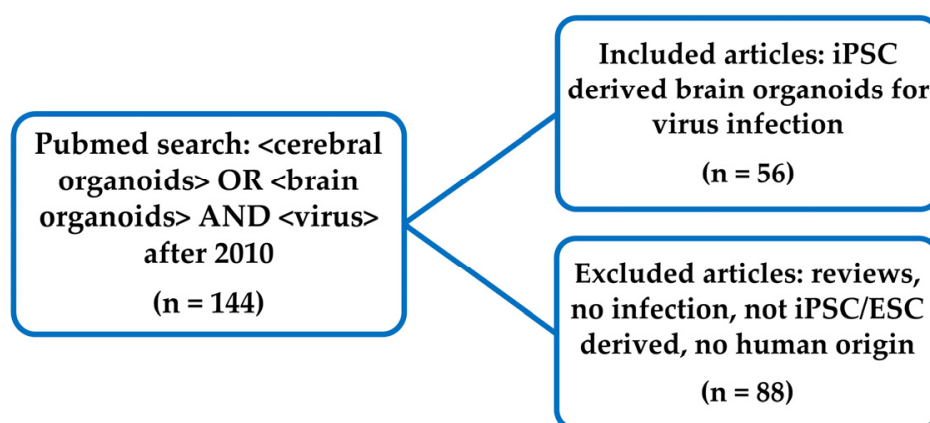 Pubmed search: <cerebral
organoids> OR <brain
organoids> AND <virus>
after 2010
(n = 144)
Included articles: iPSC
derived brain organoids for
virus infection
(n = 56)
Excluded articles: reviews,
no infection, not iPSC/ESC
derived, no human origin
(n = 88)